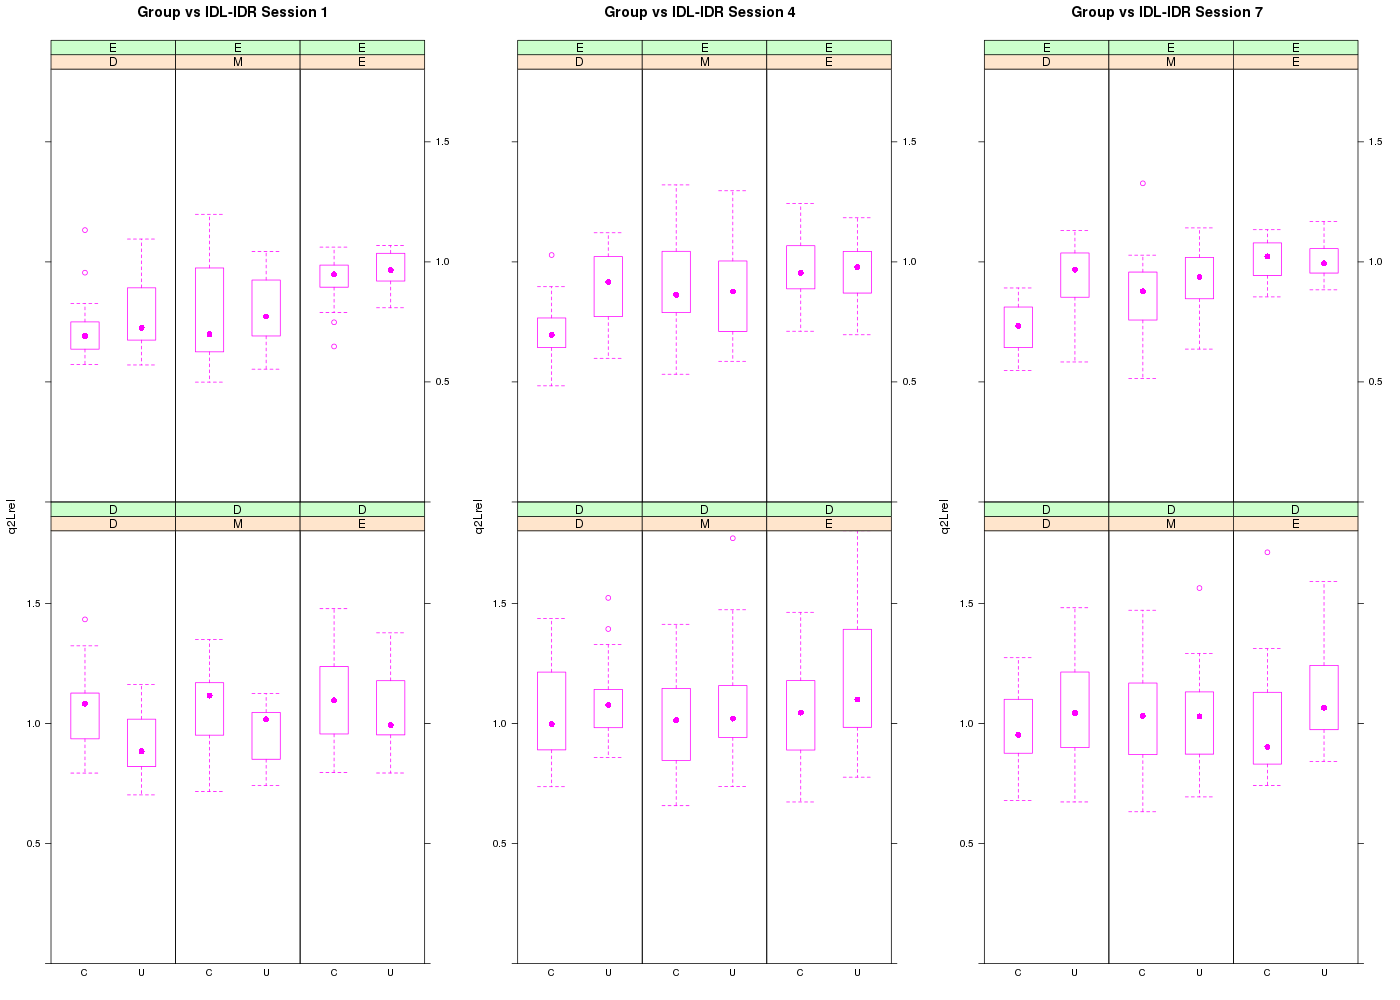 Group vs IDL-IDR Session 1 Group vs IDL-IDR Session 4 Group vs IDL-IDR Session 7
E E E E E E E E E
D M E D M E D M E
1.5 1.5 1.5
1.0 1.0 1.0
0.5 0.5 0.5
q2Lrel q2Lrel q2Lrel
D D D D D D D D D
D M E D M E D M E
1.5 1.5 1.5
1.0 1.0 1.0
0.5 0.5 0.5
C U C U C U C U C U C U C U C U C U